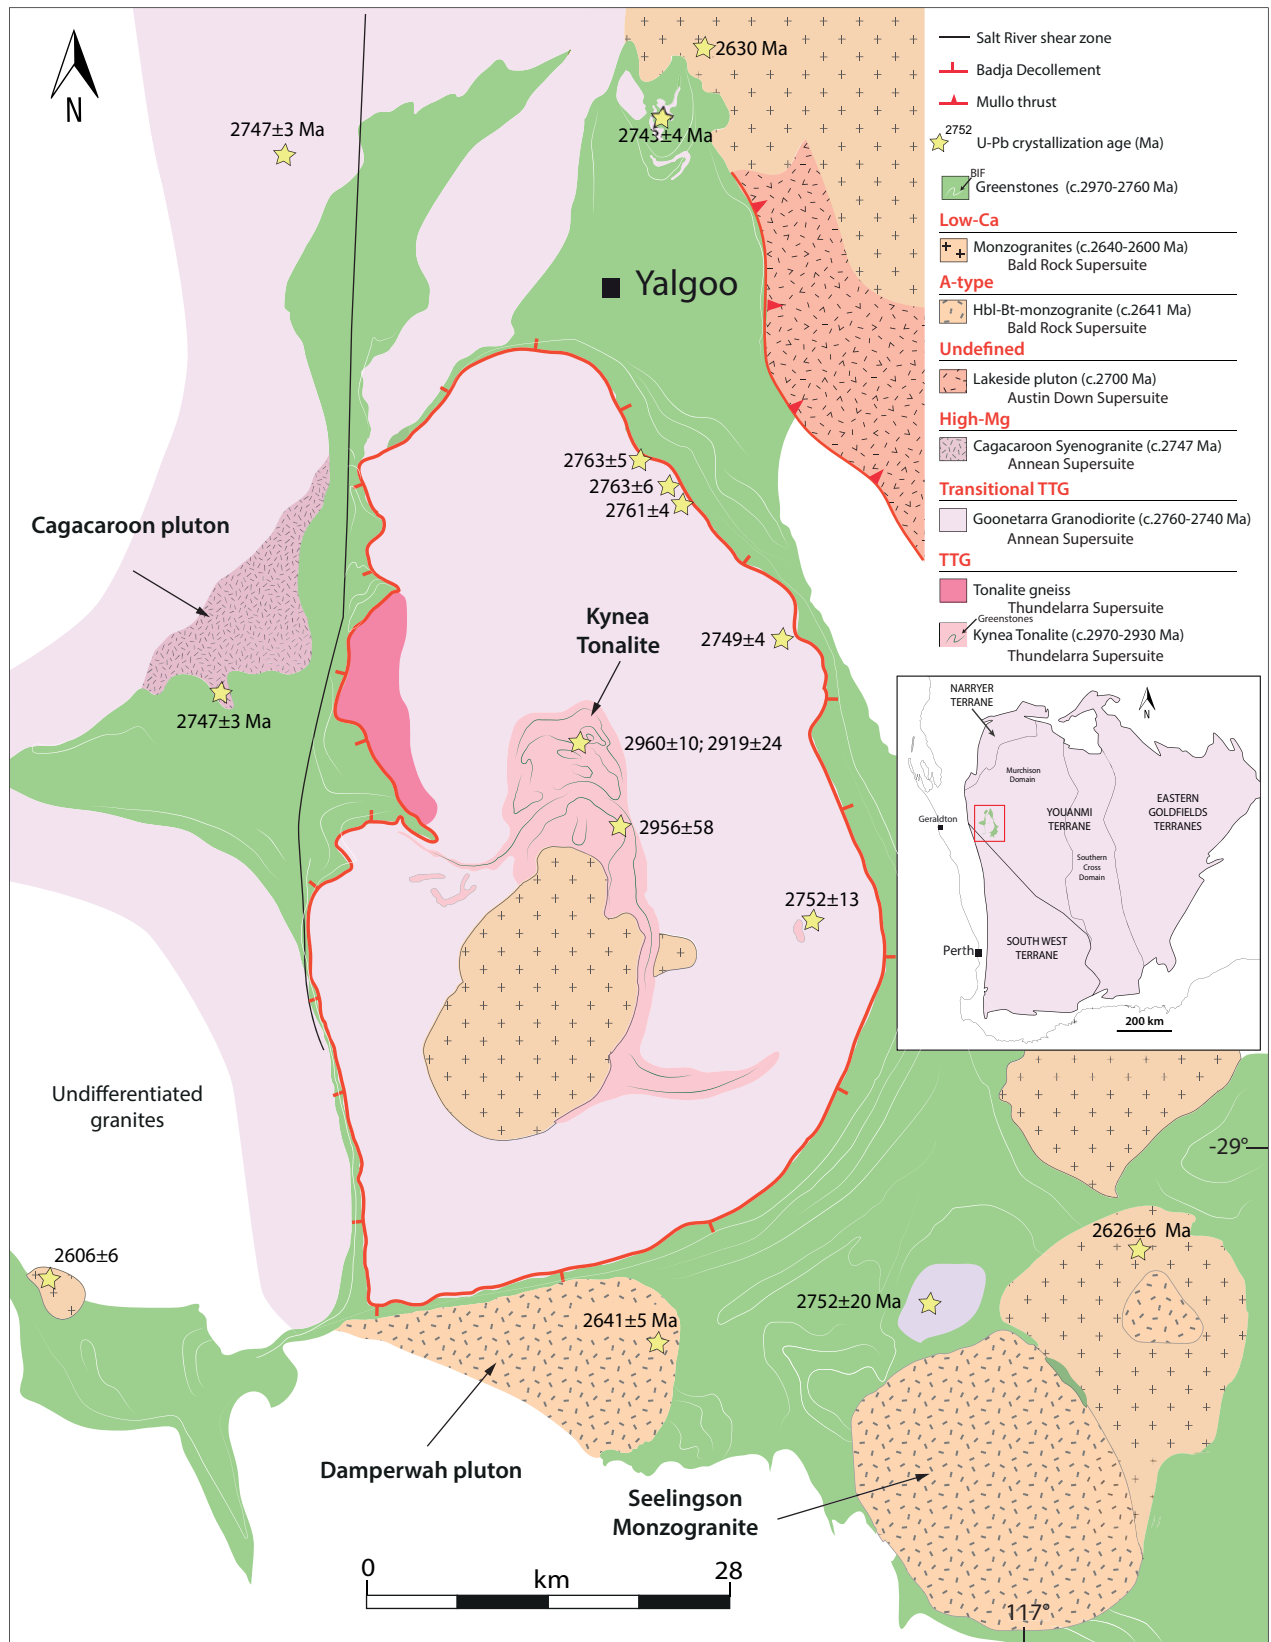 N
2747±3 Ma
2630 Ma
2743±4 Ma
Yalgoo
2763±5
2763±6
2761±4
Cagacaroon pluton
Kynea
Tonalite
2749±4
2747±3 Ma
2960±10; 2919±24
2956±58
2752±13
Undifferentiated
granites
2606±6
2641±5 Ma
2752±20 Ma
2626±6 Ma
-29°
Damperwah pluton
Seelingson
Monzogranite
0
km
28
117°
Salt River shear zone
Badja Decollement
Mullo thrust
2752
U-Pb crystallization age (Ma)
BIF
Greenstones (c.2970-2760 Ma)
Low-Ca
Monzogranites (c.2640-2600 Ma)
Bald Rock Supersuite
A-type
Hbl-Bt-monzogranite (c.2641 Ma)
Bald Rock Supersuite
Undefined
Lakeside pluton (c.2700 Ma)
Austin Down Supersuite
High-Mg
Cagacaroon Syenogranite (c.2747 Ma)
Annean Supersuite
Transitional TTG
Goonetarra Granodiorite (c.2760-2740 Ma)
Annean Supersuite
TTG
Tonalite gneiss
Thundelarra Supersuite
Greenstones
Kynea Tonalite (c.2970-2930 Ma)
Thundelarra Supersuite
NARRYER
TERRANE
N
Murchison
Domain
Geraldton
YOUANMI
TERRANE
EASTERN
GOLDFIELDS
TERRANES
Southern
Cross
Domain
Perth
SOUTH WEST
TERRANE
200 km